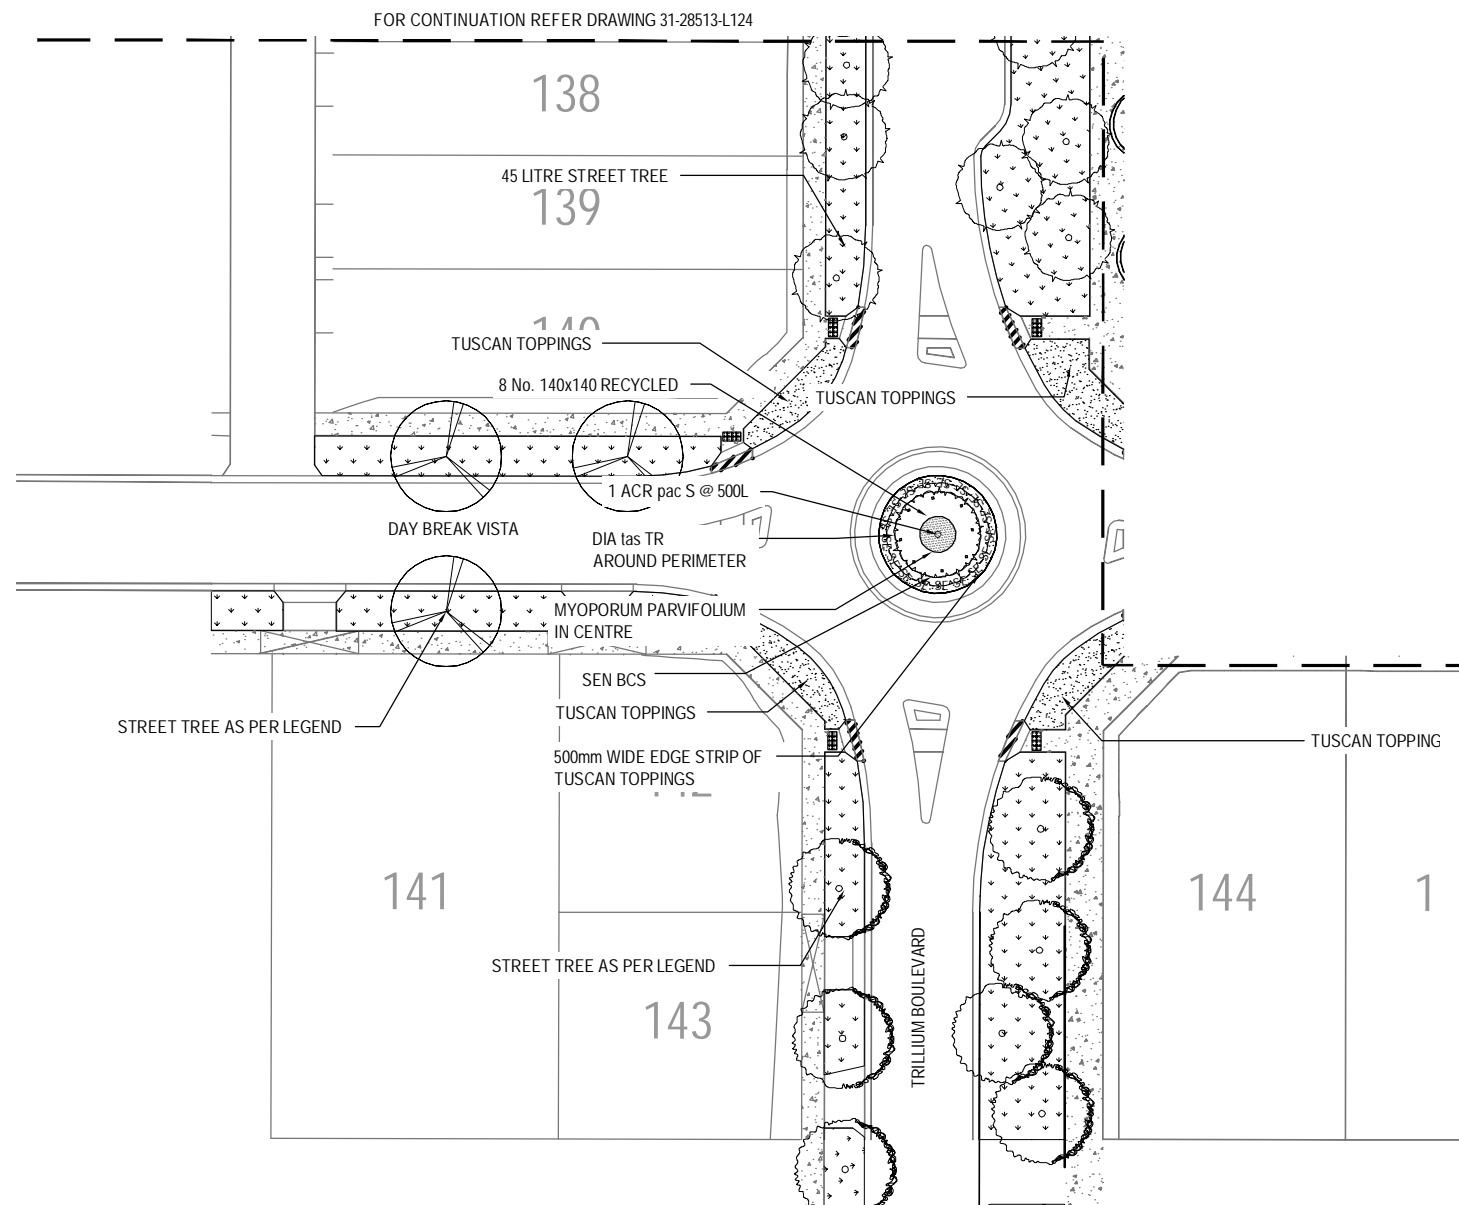 FOR CONTINUATION REFER DRAWING 31-28513-L124
138
45 LITRE STREET TREE
139
140
TUSCAN TOPPINGS
8 No. 140x140 RECYCLED
TUSCAN TOPPINGS
1 ACR pac S @ 500L
DAY BREAK VISTA
DIA tas TR
AROUND PERIMETER
MYOPORUM PARVIFOLIUM
IN CENTRE
SEN BCS
TUSCAN TOPPINGS
STREET TREE AS PER LEGEND
TUSCAN TOPPING
500mm WIDE EDGE STRIP OF
TUSCAN TOPPINGS
141
144
1
STREET TREE AS PER LEGEND
143
TRILLIUM BOULEVARD